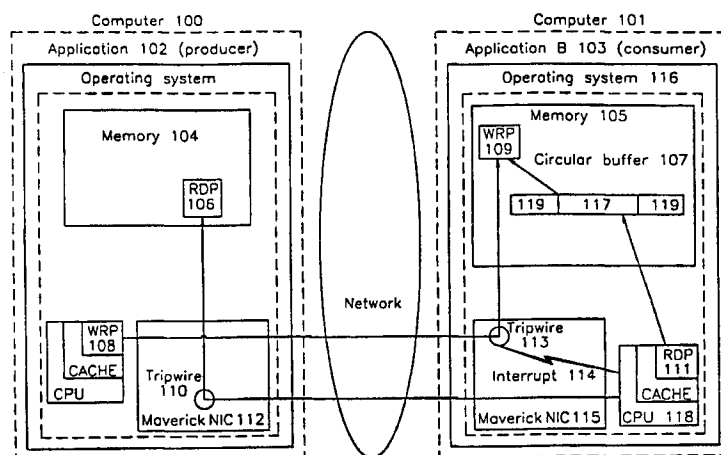 Computer 100
Application 102 (producer)
Operating system
Memory 104
RDP
106
WRP
108
CACHE
CPU
Tripwire
110
Maverick NIC 112
Network
Computer 101
Application B 103 (consumer)
Operating system 116
Memory 105
WRP
109
Circular buffer 107
119 117 119
Tripwire
113
Interrupt 114
Maverick NIC 115
RDP
111
CACHE
CPU 118